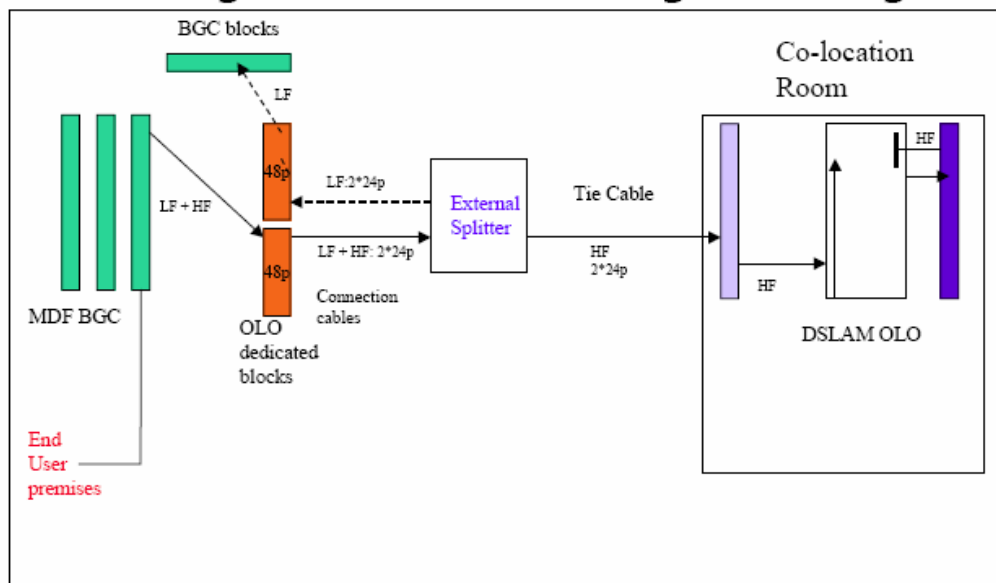 BGC blocks
LF
Co-location
Room
48p
LF:2*24p
External
Splitter
Tie Cable
HF
LF + HF
LF + HF: 2*24p
HF
2*24p
48p
HF
Connection
cables
MDF BGC
OLO
dedicated
blocks
DSLAM OLO
End
User
premises